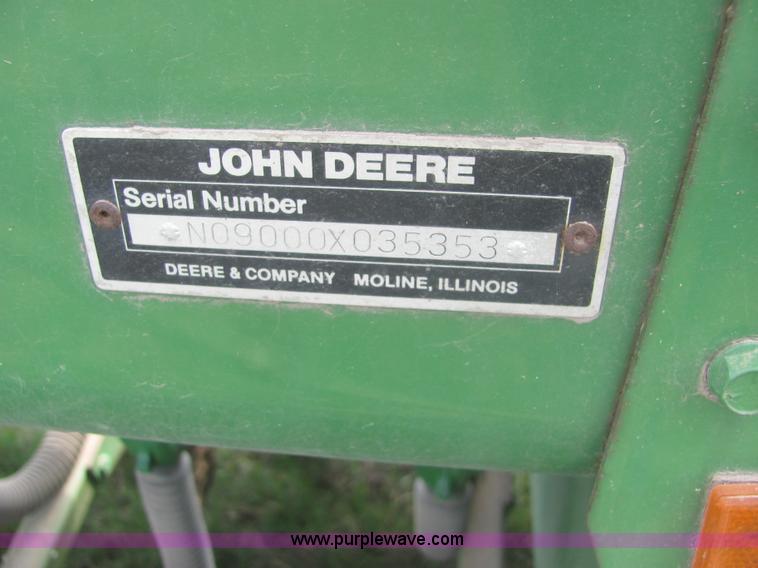 JOHN DEERE
Serial Number
*N09000X035353*
DEERE & COMPANY MOLINE, ILLINOIS
www.purplewave.com